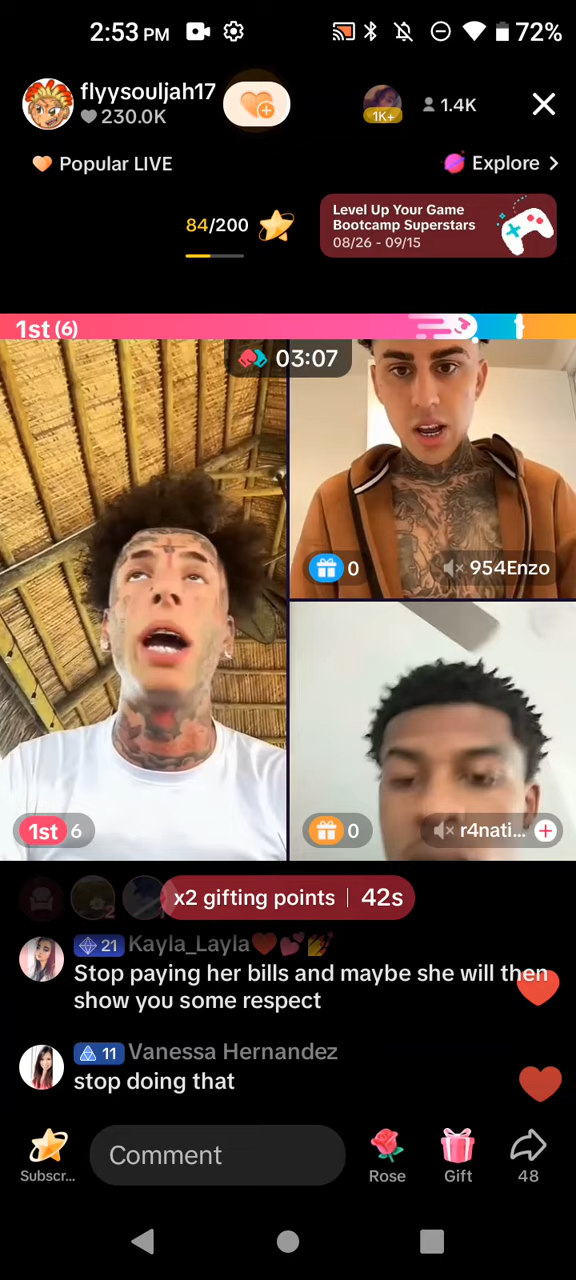 2:53 PM
72%
flyysouljah17
230.0K
1K+
1.4K
Popular LIVE
Explore
84/200
Level Up Your Game
Bootcamp Superstars
08/26 - 09/15
1st (6)
03:07
0
954Enzo
1st 6
0
r4nati...
x2 gifting points
42s
2
21 Kayla_Layla
Stop paying her bills and maybe she will then
show you some respect
11 Vanessa Hernandez
stop doing that
Subscr...
Comment
Rose
Gift
48